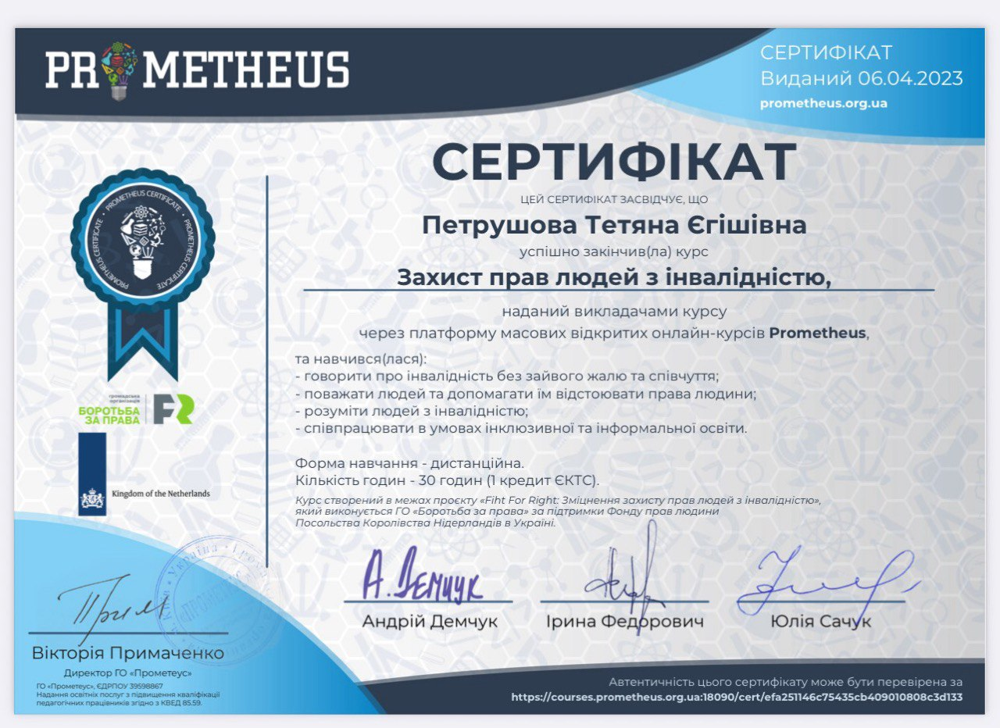 PROMETHEUS
СЕРТИФІКАТ
Виданий 06.04.2023
prometheus.org.ua
СЕРТИФІКАТ
ЦЕЙ СЕРТИФІКАТ ЗАСВІДЧУЄ, ЩО
Петрушова Тетяна Єгішівна
успішно закінчив(ла) курс
Захист прав людей з інвалідністю,
наданий викладачами курсу
через платформу масових відкритих онлайн-курсів Prometheus,
та навчився(лася):
- говорити про інвалідність без зайвого жалю та співчуття;
- поважати людей та допомагати їм відстоювати права людини;
- розуміти людей з інвалідністю;
- співпрацювати в умовах інклюзивної та інформальної освіти.
Форма навчання - дистанційна.
Кількість годин - 30 годин (1 кредит ЄКТС).
Курс створений в межах проєкту «Fiht For Right: Зміцнення захисту прав людей з інвалідністю»,
який виконується ГО «Боротьба за права» за підтримки Фонду прав людини
Посольства Королівства Нідерландів в Україні.
PROMETHEUS CERTIFICATE • PROMETHEUS CERTIFICATE • PROMETHEUS CERTIFICATE •
громадська
організація
БОРОТЬБА
ЗА ПРАВА
FR
Kingdom of the Netherlands
А. Демчук
Андрій Демчук
Ірина Федорович
Юлія Сачук
Україна
Прим
Вікторія Примаченко
Директор ГО «Прометеус»
ГО «Прометеус», ЄДРПОУ 39598867
Надання освітніх послуг з підвищення кваліфікації
педагогічних працівників згідно з КВЕД 85.59.
Автентичність цього сертифікату може бути перевірена за
https://courses.prometheus.org.ua:18090/cert/efa251146c75435cb409010808c3d133